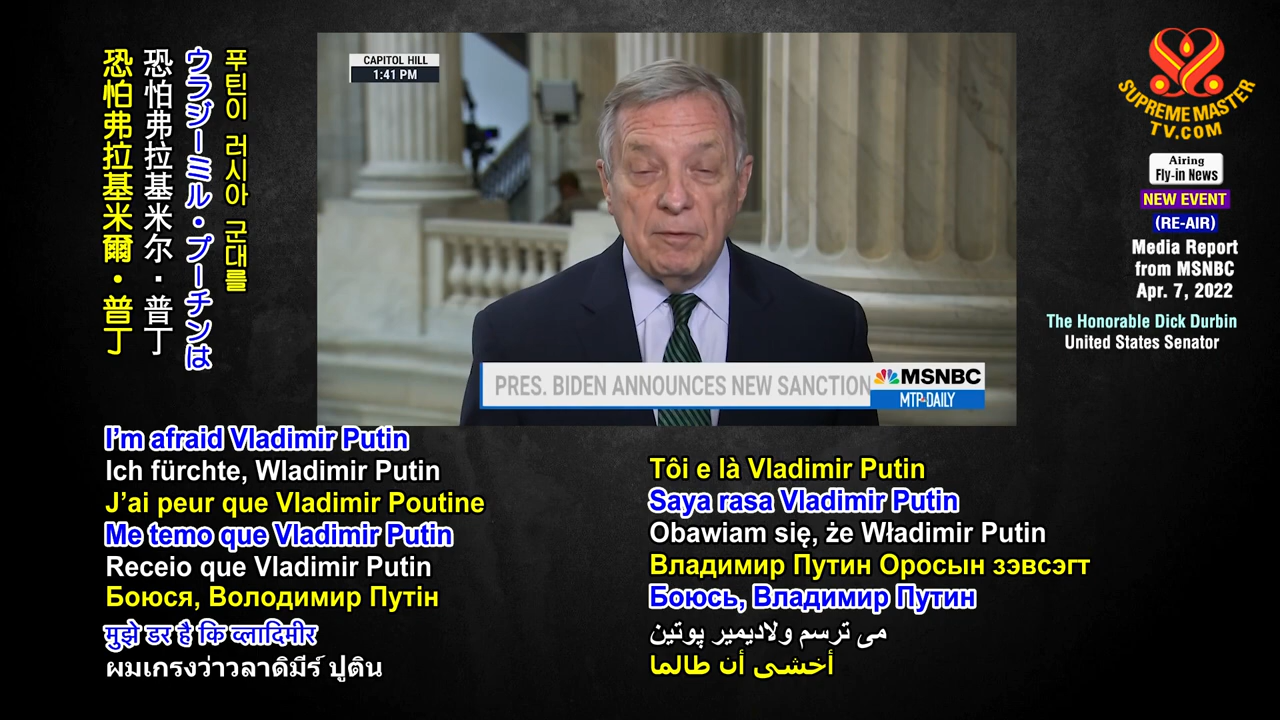 恐怕弗拉基米爾・普丁
恐怕弗拉基米尔・普丁
ウラジーミル・プーチンは
푸틴이 러시아 군대를
CAPITOL HILL
1:41 PM
PRES. BIDEN ANNOUNCES NEW SANCTION
MSNBC
MTP-DAILY
SUPREME MASTER
TV.COM
Airing
Fly-in News
NEW EVENT
(RE-AIR)
Media Report
from MSNBC
Apr. 7, 2022
The Honorable Dick Durbin
United States Senator
I'm afraid Vladimir Putin
Ich fürchte, Wladimir Putin
J'ai peur que Vladimir Poutine
Me temo que Vladimir Putin
Receio que Vladimir Putin
Боюся, Володимир Путін
मुझे डर है कि व्लादिमीर
ผมเกรงว่าวลาดิมีร์ ปูติน
Tôi e là Vladimir Putin
Saya rasa Vladimir Putin
Obawiam się, że Władimir Putin
Владимир Путин Оросын зэвсэгт
Боюсь, Владимир Путин
می ترسم ولادیمیر پوتین
أخشى أن طالما